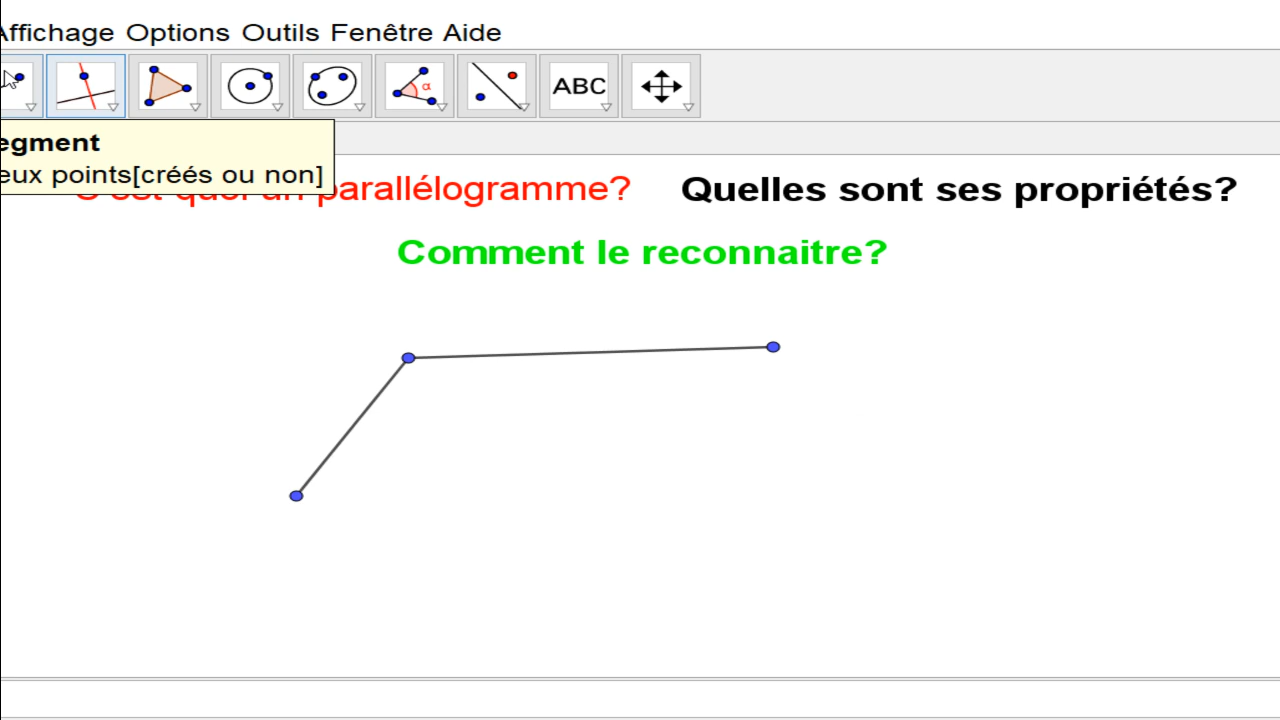 Affichage Options Outils Fenêtre Aide
α
ABC
egment
eux points[créés ou non]
parallélogramme? Quelles sont ses propriétés?
Comment le reconnaitre?